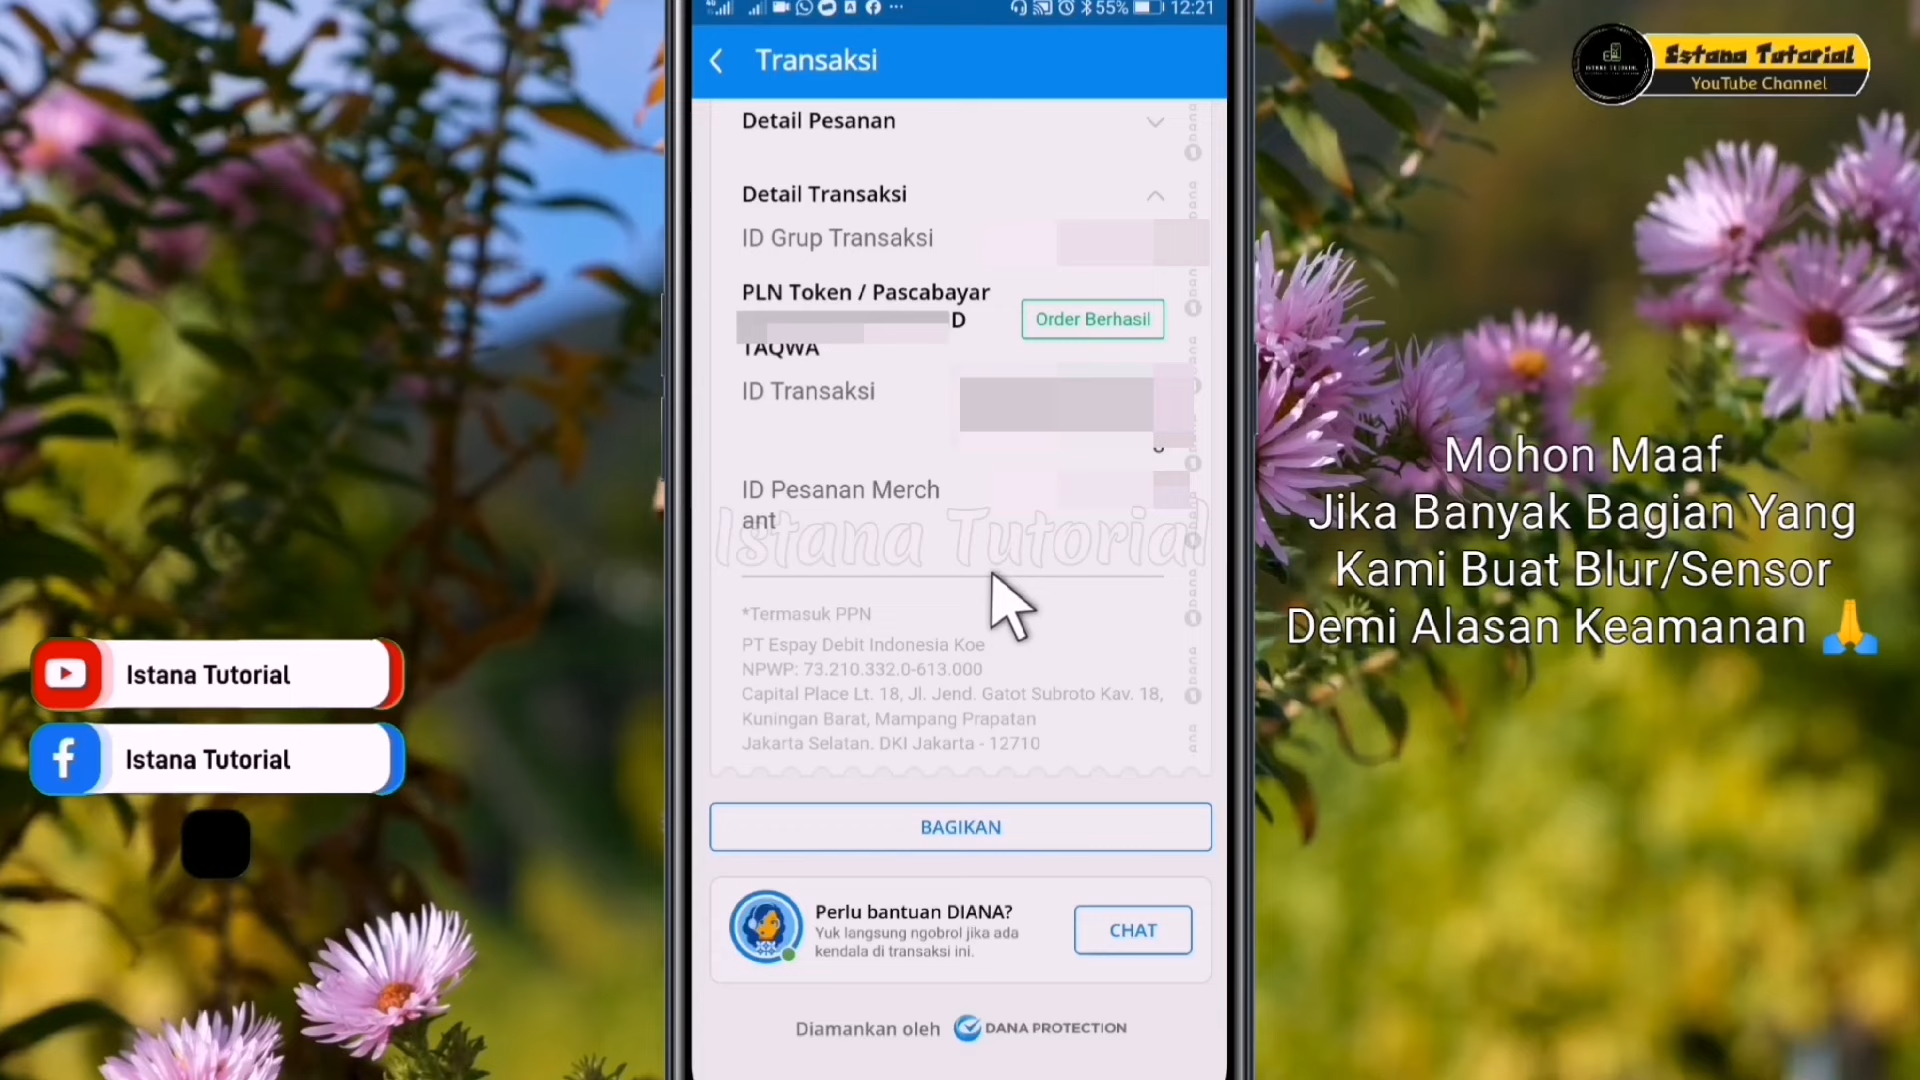 4G
55%
12:21
Transaksi
Istana Tutorial
YouTube Channel
Detail Pesanan
Detail Transaksi
ID Grup Transaksi
PLN Token / Pascabayar
D
TAQWA
Order Berhasil
ID Transaksi
ID Pesanan Merch
ant
Istana Tutorial
*Termasuk PPN
PT Espay Debit Indonesia Koe
NPWP: 73.210.332.0-613.000
Capital Place Lt. 18, Jl. Jend. Gatot Subroto Kav. 18,
Kuningan Barat, Mampang Prapatan
Jakarta Selatan. DKI Jakarta - 12710
BAGIKAN
Perlu bantuan DIANA?
Yuk langsung ngobrol jika ada
kendala di transaksi ini.
CHAT
Diamankan oleh
DANA PROTECTION
Mohon Maaf
Jika Banyak Bagian Yang
Kami Buat Blur/Sensor
Demi Alasan Keamanan 🙏
Istana Tutorial
Istana Tutorial